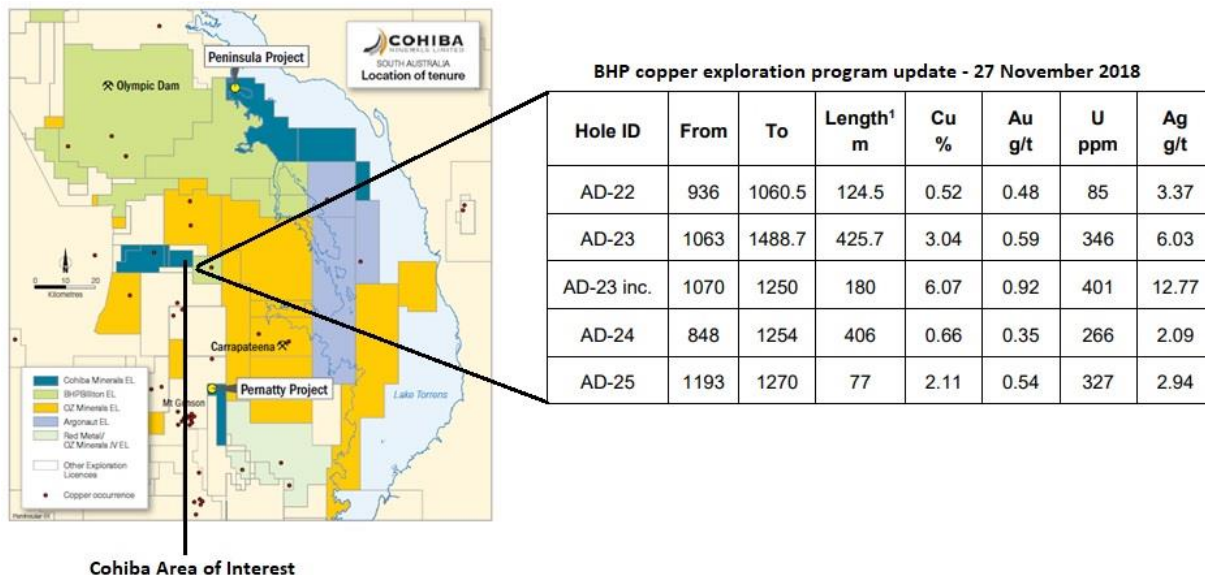 COHIBA
MINERALS LIMITED
SOUTH AUSTRALIA
Location of tenure
Peninsula Project
Olympic Dam
N
0 10 20
Kilometres
Carrapateena
Pernatty Project
Mt Gunson
Lake Torrens
Cohiba Minerals EL
BHPBilliton EL
OZ Minerals EL
Argonaut EL
Red Metal/
OZ Minerals JV EL
Other Exploration
Licences
Copper occurrence
Cohiba Area of Interest
BHP copper exploration program update - 27 November 2018
Hole ID From To Length¹ m Cu % Au g/t U ppm Ag g/t
AD-22 936 1060.5 124.5 0.52 0.48 85 3.37
AD-23 1063 1488.7 425.7 3.04 0.59 346 6.03
AD-23 inc. 1070 1250 180 6.07 0.92 401 12.77
AD-24 848 1254 406 0.66 0.35 266 2.09
AD-25 1193 1270 77 2.11 0.54 327 2.94